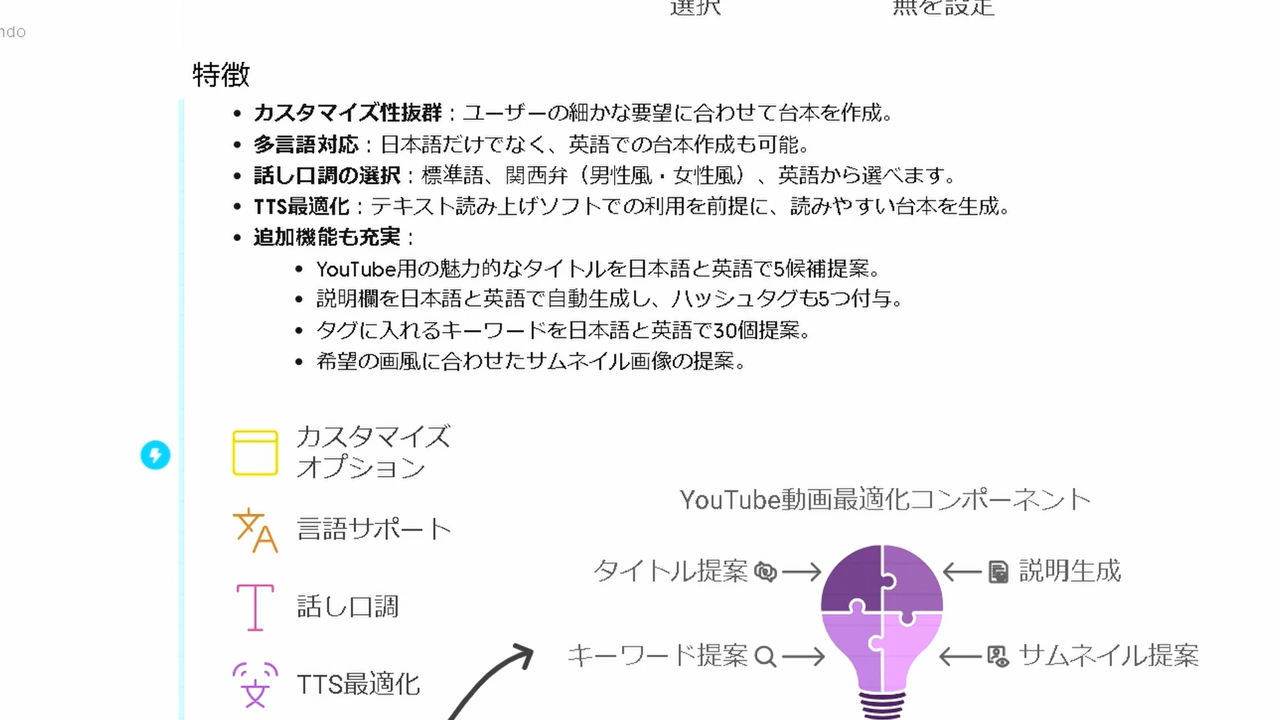 選択 無を設定
ndo
特徴
• カスタマイズ性抜群：ユーザーの細かな要望に合わせて台本を作成。
• 多言語対応：日本語だけでなく、英語での台本作成も可能。
• 話し口調の選択：標準語、関西弁（男性風・女性風）、英語から選べます。
• TTS最適化：テキスト読み上げソフトでの利用を前提に、読みやすい台本を生成。
• 追加機能も充実：
• YouTube用の魅力的なタイトルを日本語と英語で5候補提案。
• 説明欄を日本語と英語で自動生成し、ハッシュタグも5つ付与。
• タグに入れるキーワードを日本語と英語で30個提案。
• 希望の画風に合わせたサムネイル画像の提案。
カスタマイズ
オプション
言語サポート
話し口調
TTS最適化
YouTube動画最適化コンポーネント
タイトル提案 説明生成
キーワード提案 サムネイル提案